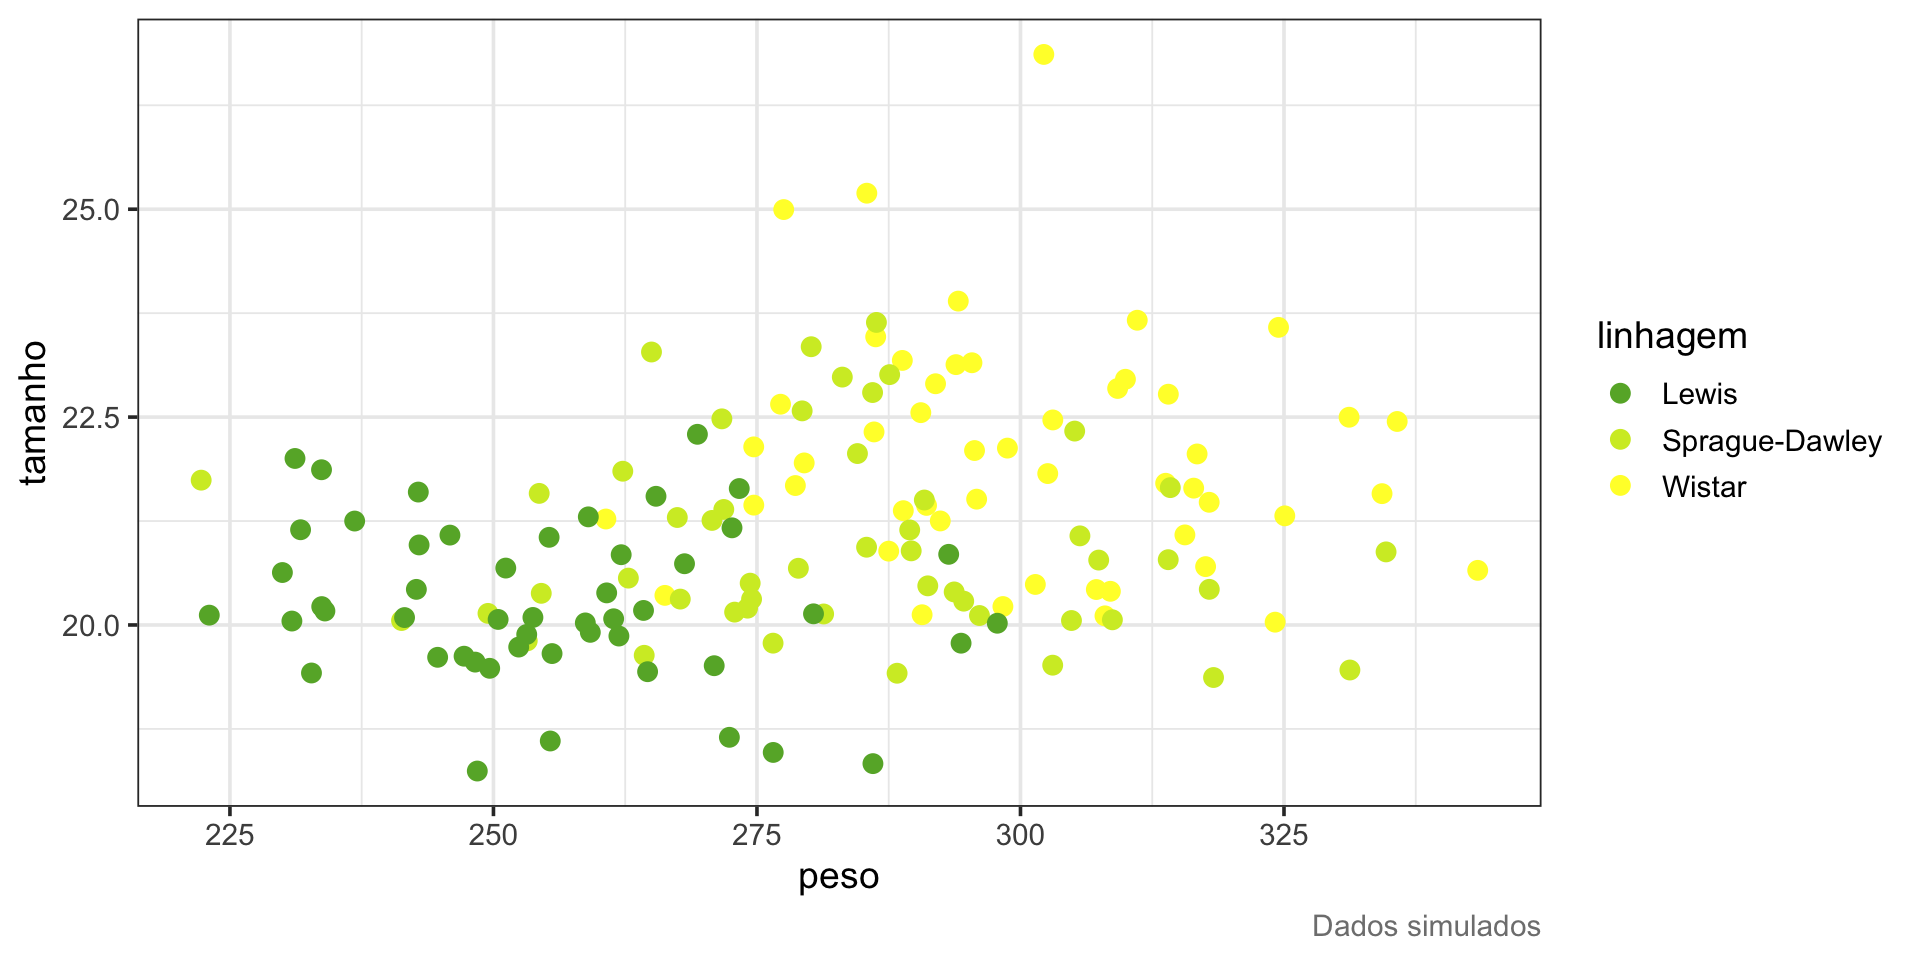 25.0
22.5
20.0
tamanho
225 250 275 300 325
peso
linhagem
Lewis
Sprague-Dawley
Wistar
Dados simulados